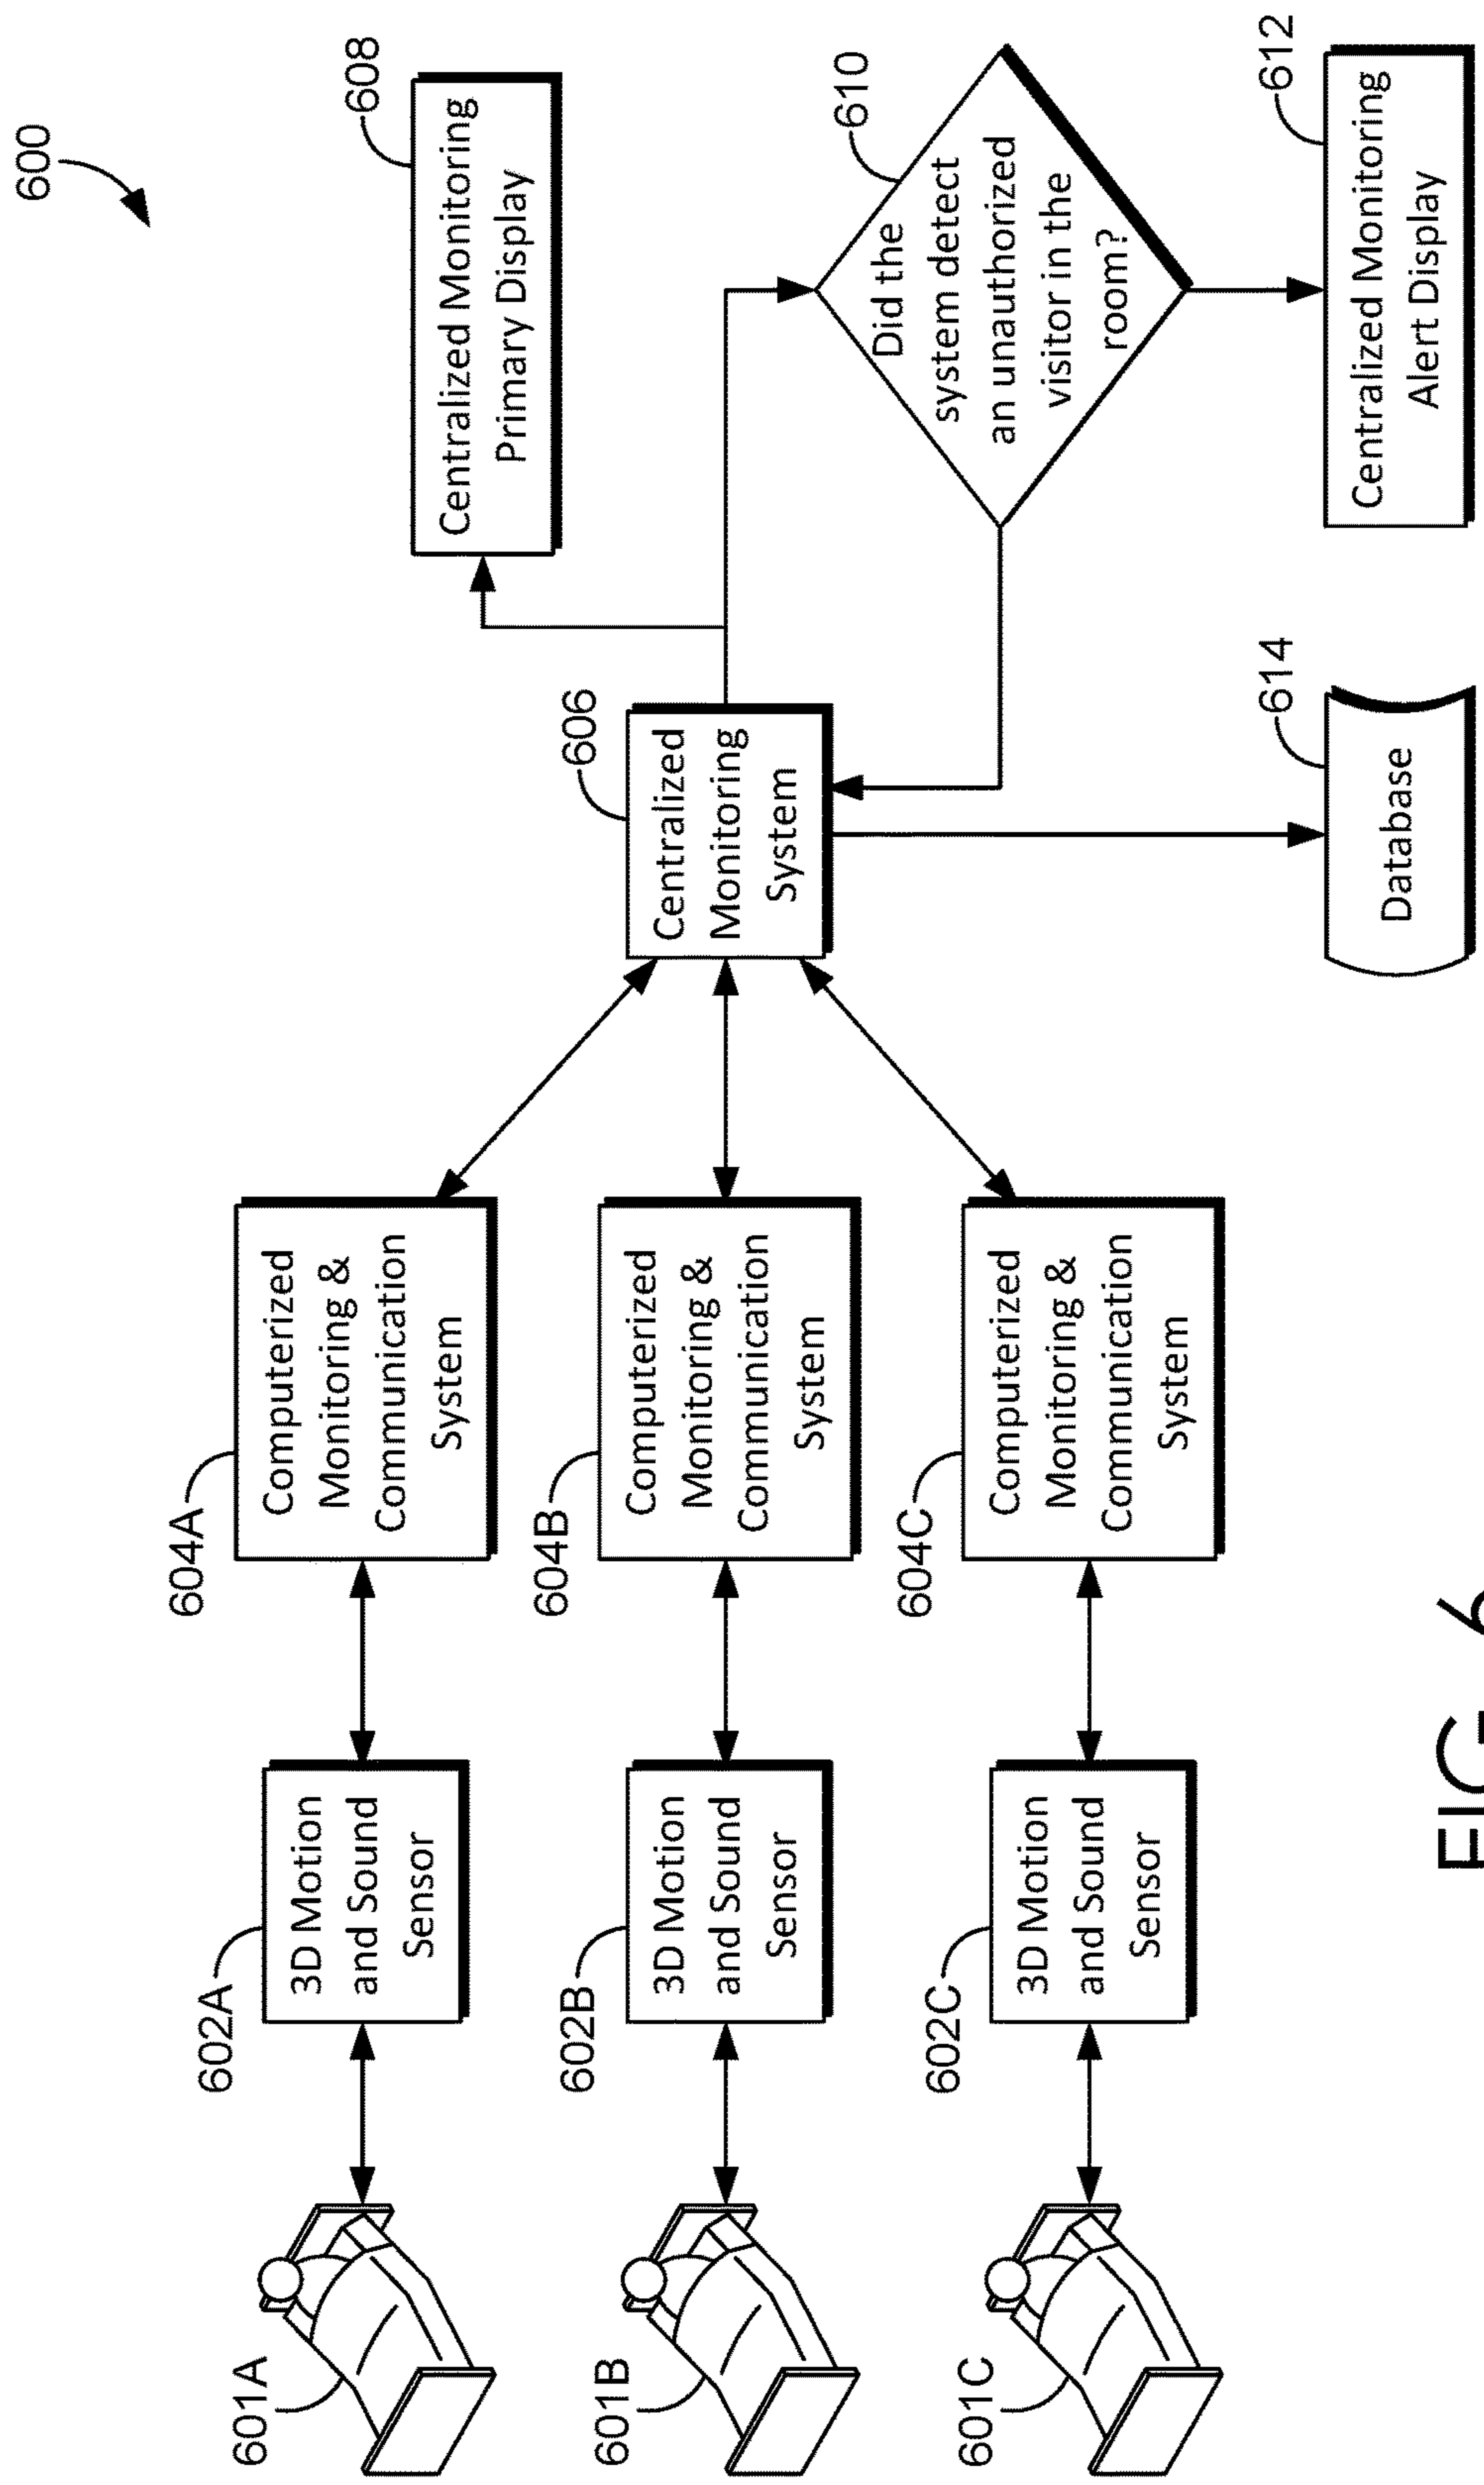 600
601A
602A
3D Motion
and Sound
Sensor
604A
Computerized
Monitoring &
Communication
System
601B
602B
3D Motion
and Sound
Sensor
604B
Computerized
Monitoring &
Communication
System
601C
602C
3D Motion
and Sound
Sensor
604C
Computerized
Monitoring &
Communication
System
606
Centralized
Monitoring
System
608
Centralized Monitoring
Primary Display
610
Did the
system detect
an unauthorized
visitor in the
room?
612
Centralized Monitoring
Alert Display
614
Database
FIG. 6